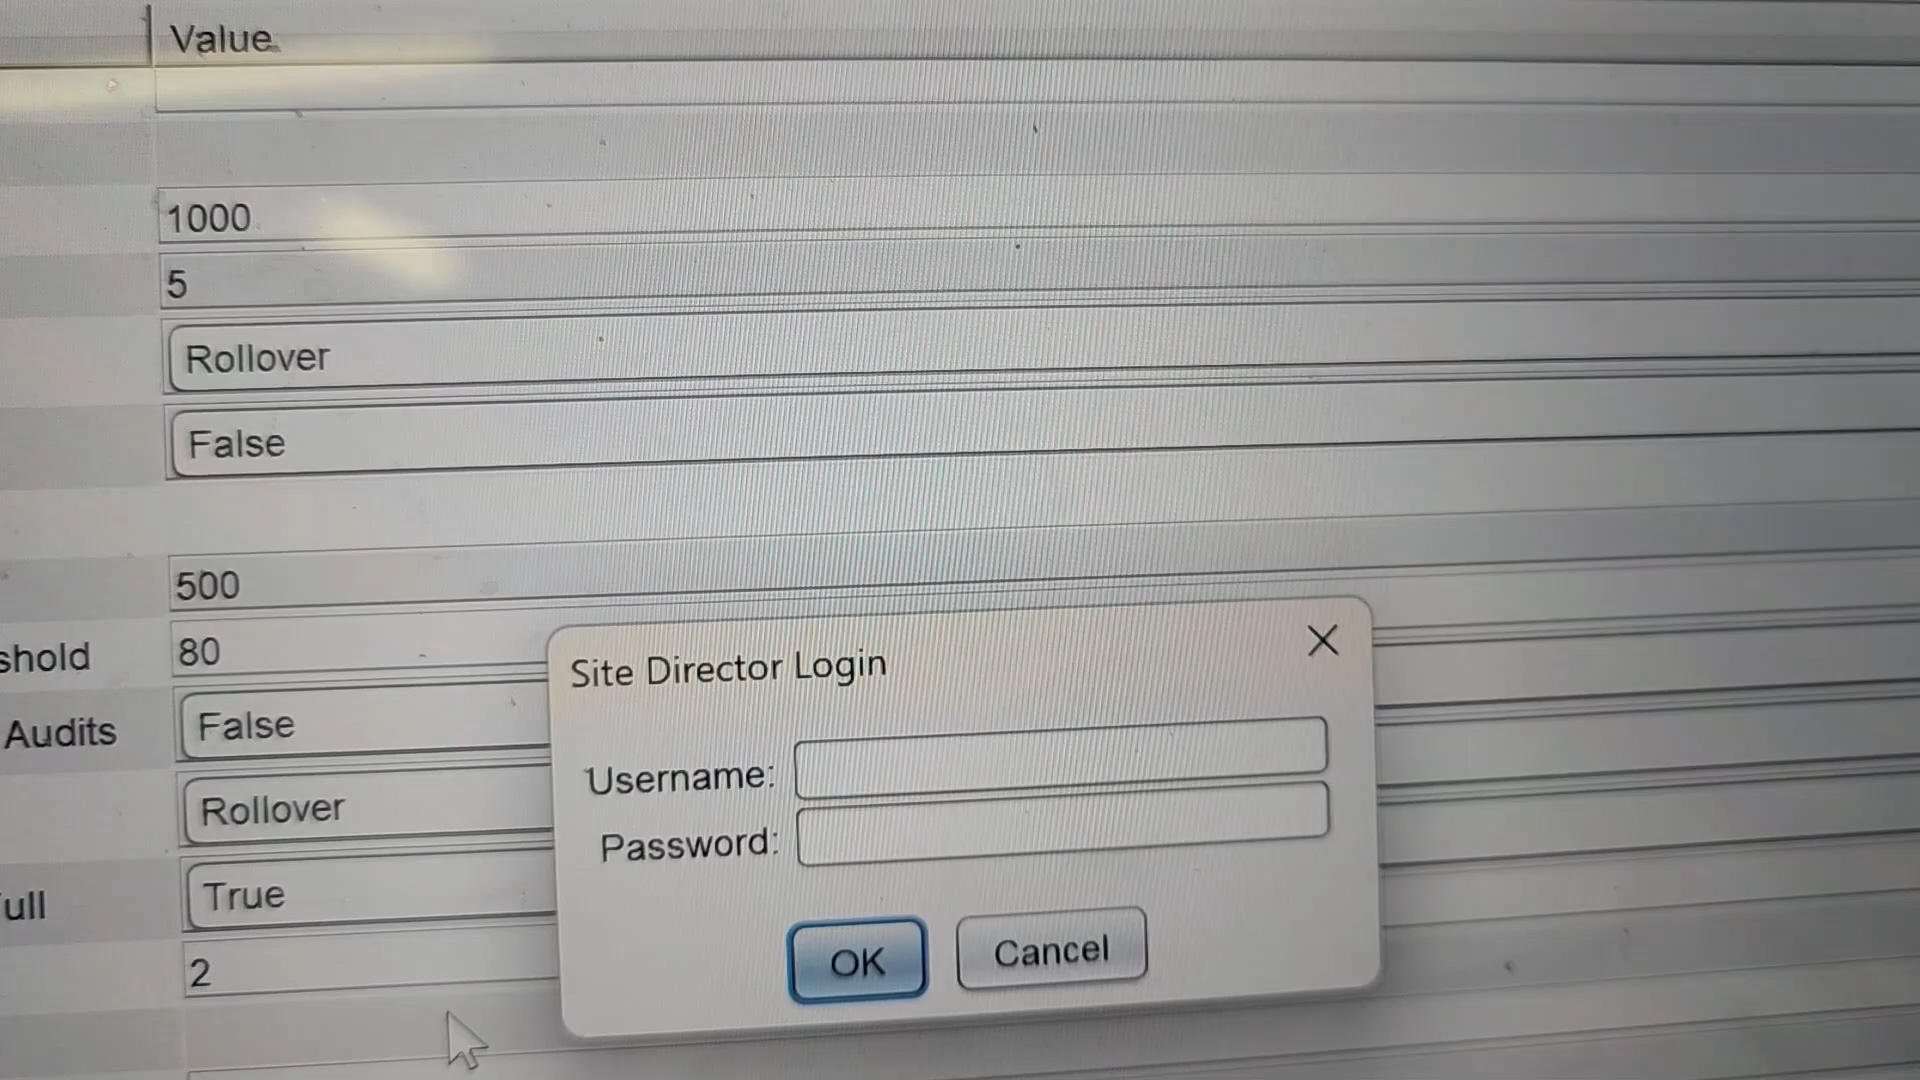 Value
1000
5
Rollover
False
500
shold 80
Audits False
Rollover
ull True
2
Site Director Login
Username:
Password:
OK Cancel